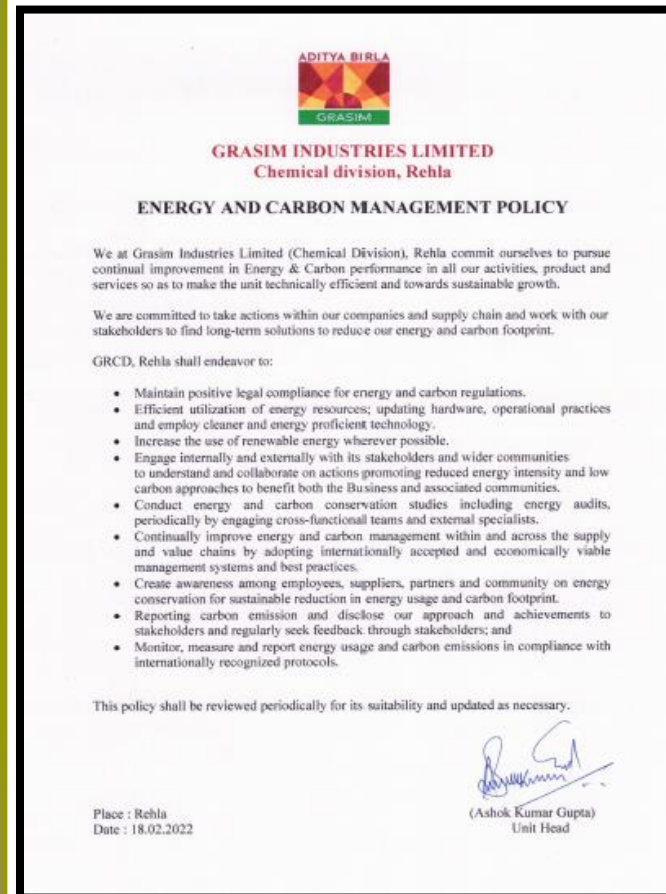 ADITYA BIRLA
GRASIM
GRASIM INDUSTRIES LIMITED
Chemical division, Rehla
ENERGY AND CARBON MANAGEMENT POLICY
We at Grasim Industries Limited (Chemical Division), Rehla commit ourselves to pursue
continual improvement in Energy & Carbon performance in all our activities, product and
services so as to make the unit technically efficient and towards sustainable growth.
We are committed to take actions within our companies and supply chain and work with our
stakeholders to find long-term solutions to reduce our energy and carbon footprint.
GRCD, Rehla shall endeavor to:
• Maintain positive legal compliance for energy and carbon regulations.
• Efficient utilization of energy resources; updating hardware, operational practices
and employ cleaner and energy proficient technology.
• Increase the use of renewable energy wherever possible.
• Engage internally and externally with its stakeholders and wider communities
to understand and collaborate on actions promoting reduced energy intensity and low
carbon approaches to benefit both the Business and associated communities.
• Conduct energy and carbon conservation studies including energy audits,
periodically by engaging cross-functional teams and external specialists.
• Continually improve energy and carbon management within and across the supply
and value chains by adopting internationally accepted and economically viable
management systems and best practices.
• Create awareness among employees, suppliers, partners and community on energy
conservation for sustainable reduction in energy usage and carbon footprint.
• Reporting carbon emission and disclose our approach and achievements to
stakeholders and regularly seek feedback through stakeholders; and
• Monitor, measure and report energy usage and carbon emissions in compliance with
internationally recognized protocols.
This policy shall be reviewed periodically for its suitability and updated as necessary.
Place : Rehla
Date : 18.02.2022
(Ashok Kumar Gupta)
Unit Head